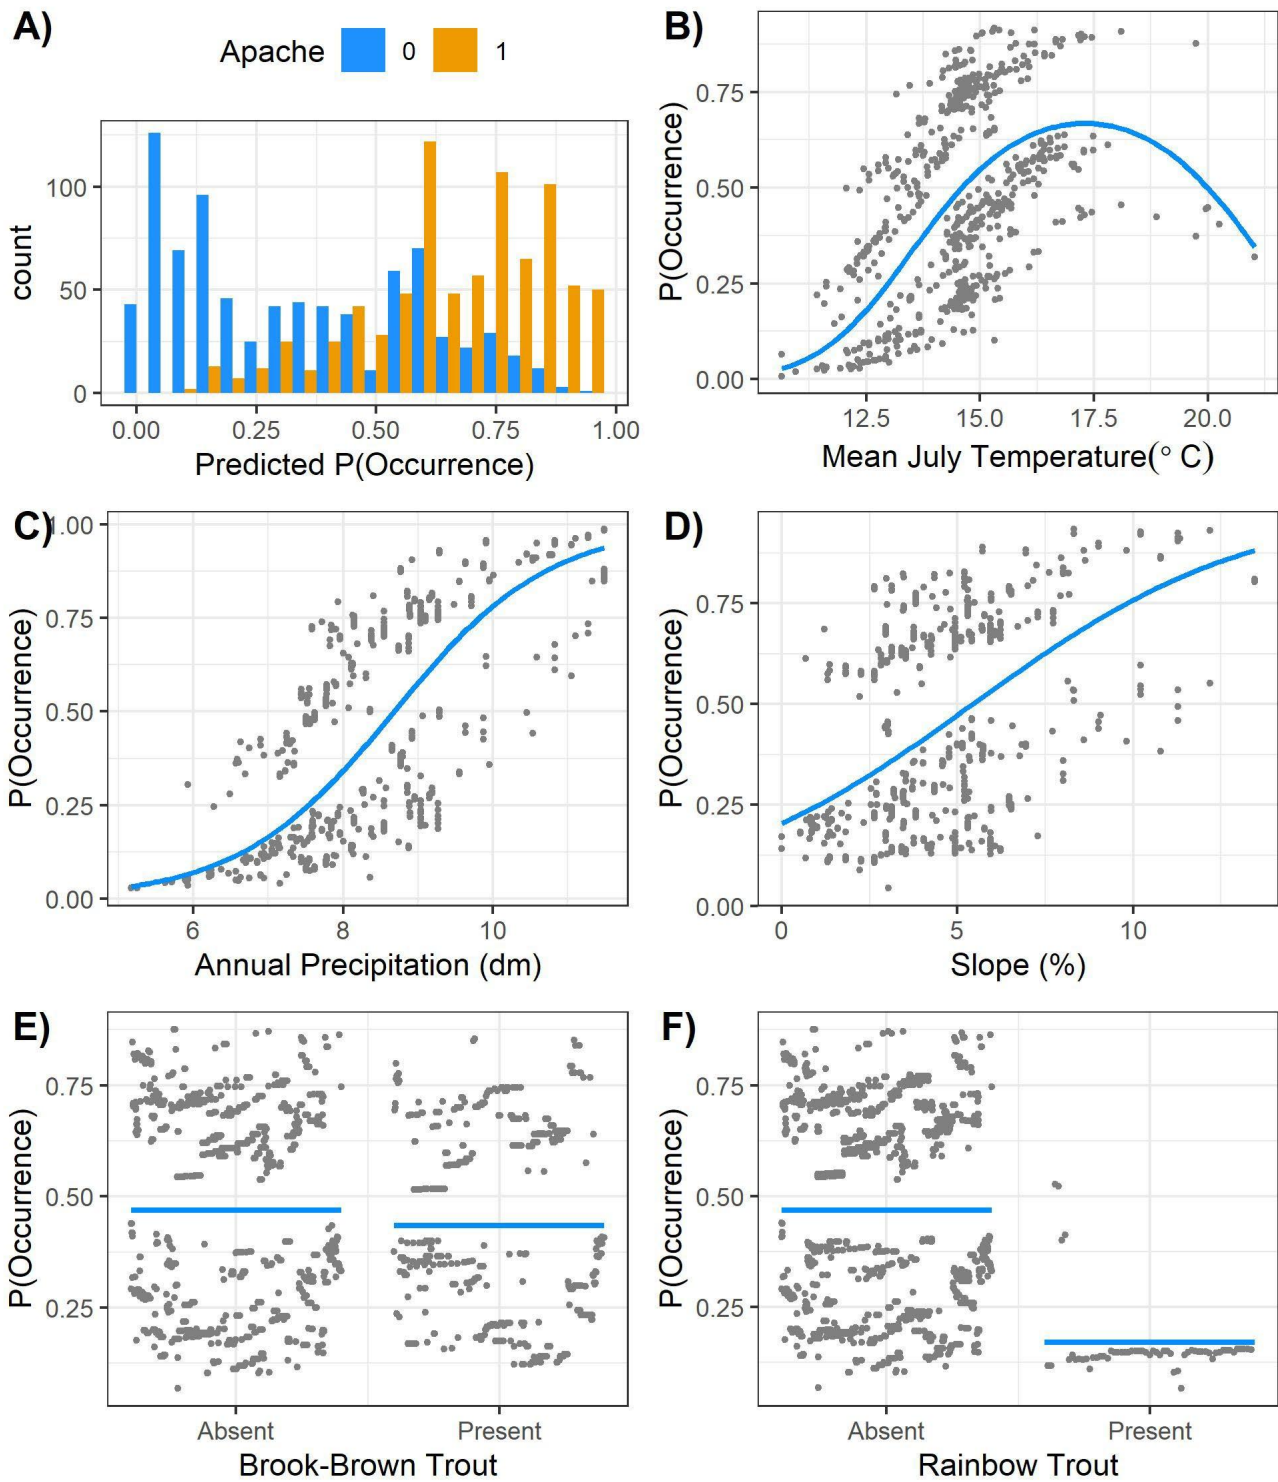 A)
Apache 0 1
count
100
50
0
0.00 0.25 0.50 0.75 1.00
Predicted P(Occurrence)
B)
P(Occurrence)
0.75
0.50
0.25
0.00
12.5 15.0 17.5 20.0
Mean July Temperature(° C)
C)
P(Occurrence)
1.00
0.75
0.50
0.25
0.00
6 8 10
Annual Precipitation (dm)
D)
P(Occurrence)
0.75
0.50
0.25
0.00
0 5 10
Slope (%)
E)
P(Occurrence)
0.75
0.50
0.25
Absent Present
Brook-Brown Trout
F)
P(Occurrence)
0.75
0.50
0.25
Absent Present
Rainbow Trout